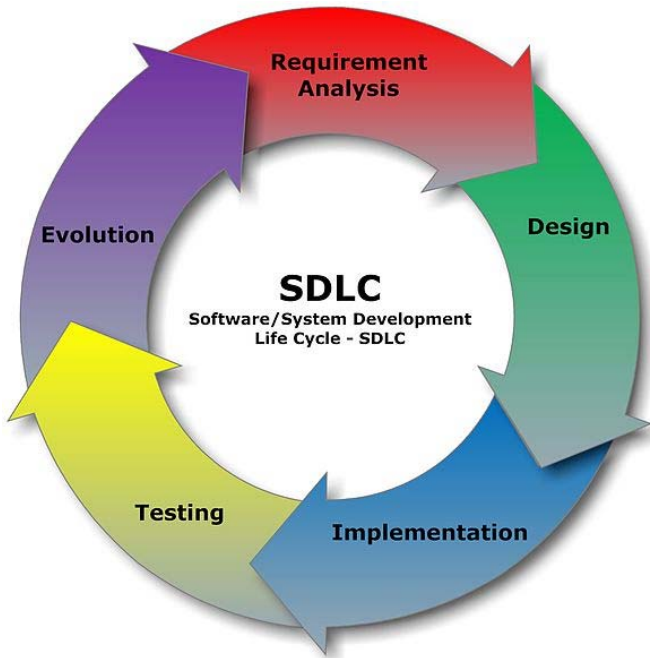 Requirement
Analysis
Design
Evolution
SDLC
Software/System Development
Life Cycle - SDLC
Testing
Implementation